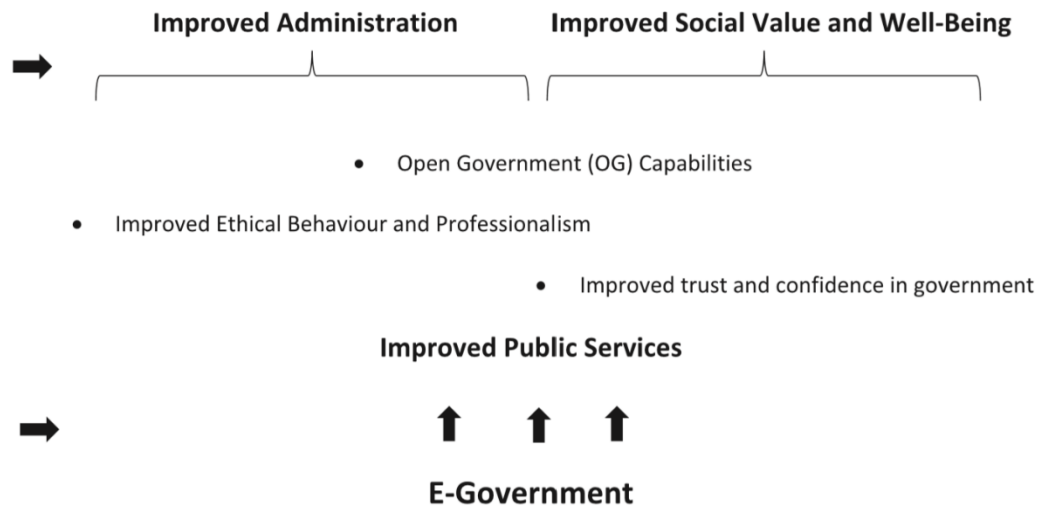 Improved Administration
Improved Social Value and Well-Being
• Open Government (OG) Capabilities
• Improved Ethical Behaviour and Professionalism
• Improved trust and confidence in government
Improved Public Services
E-Government